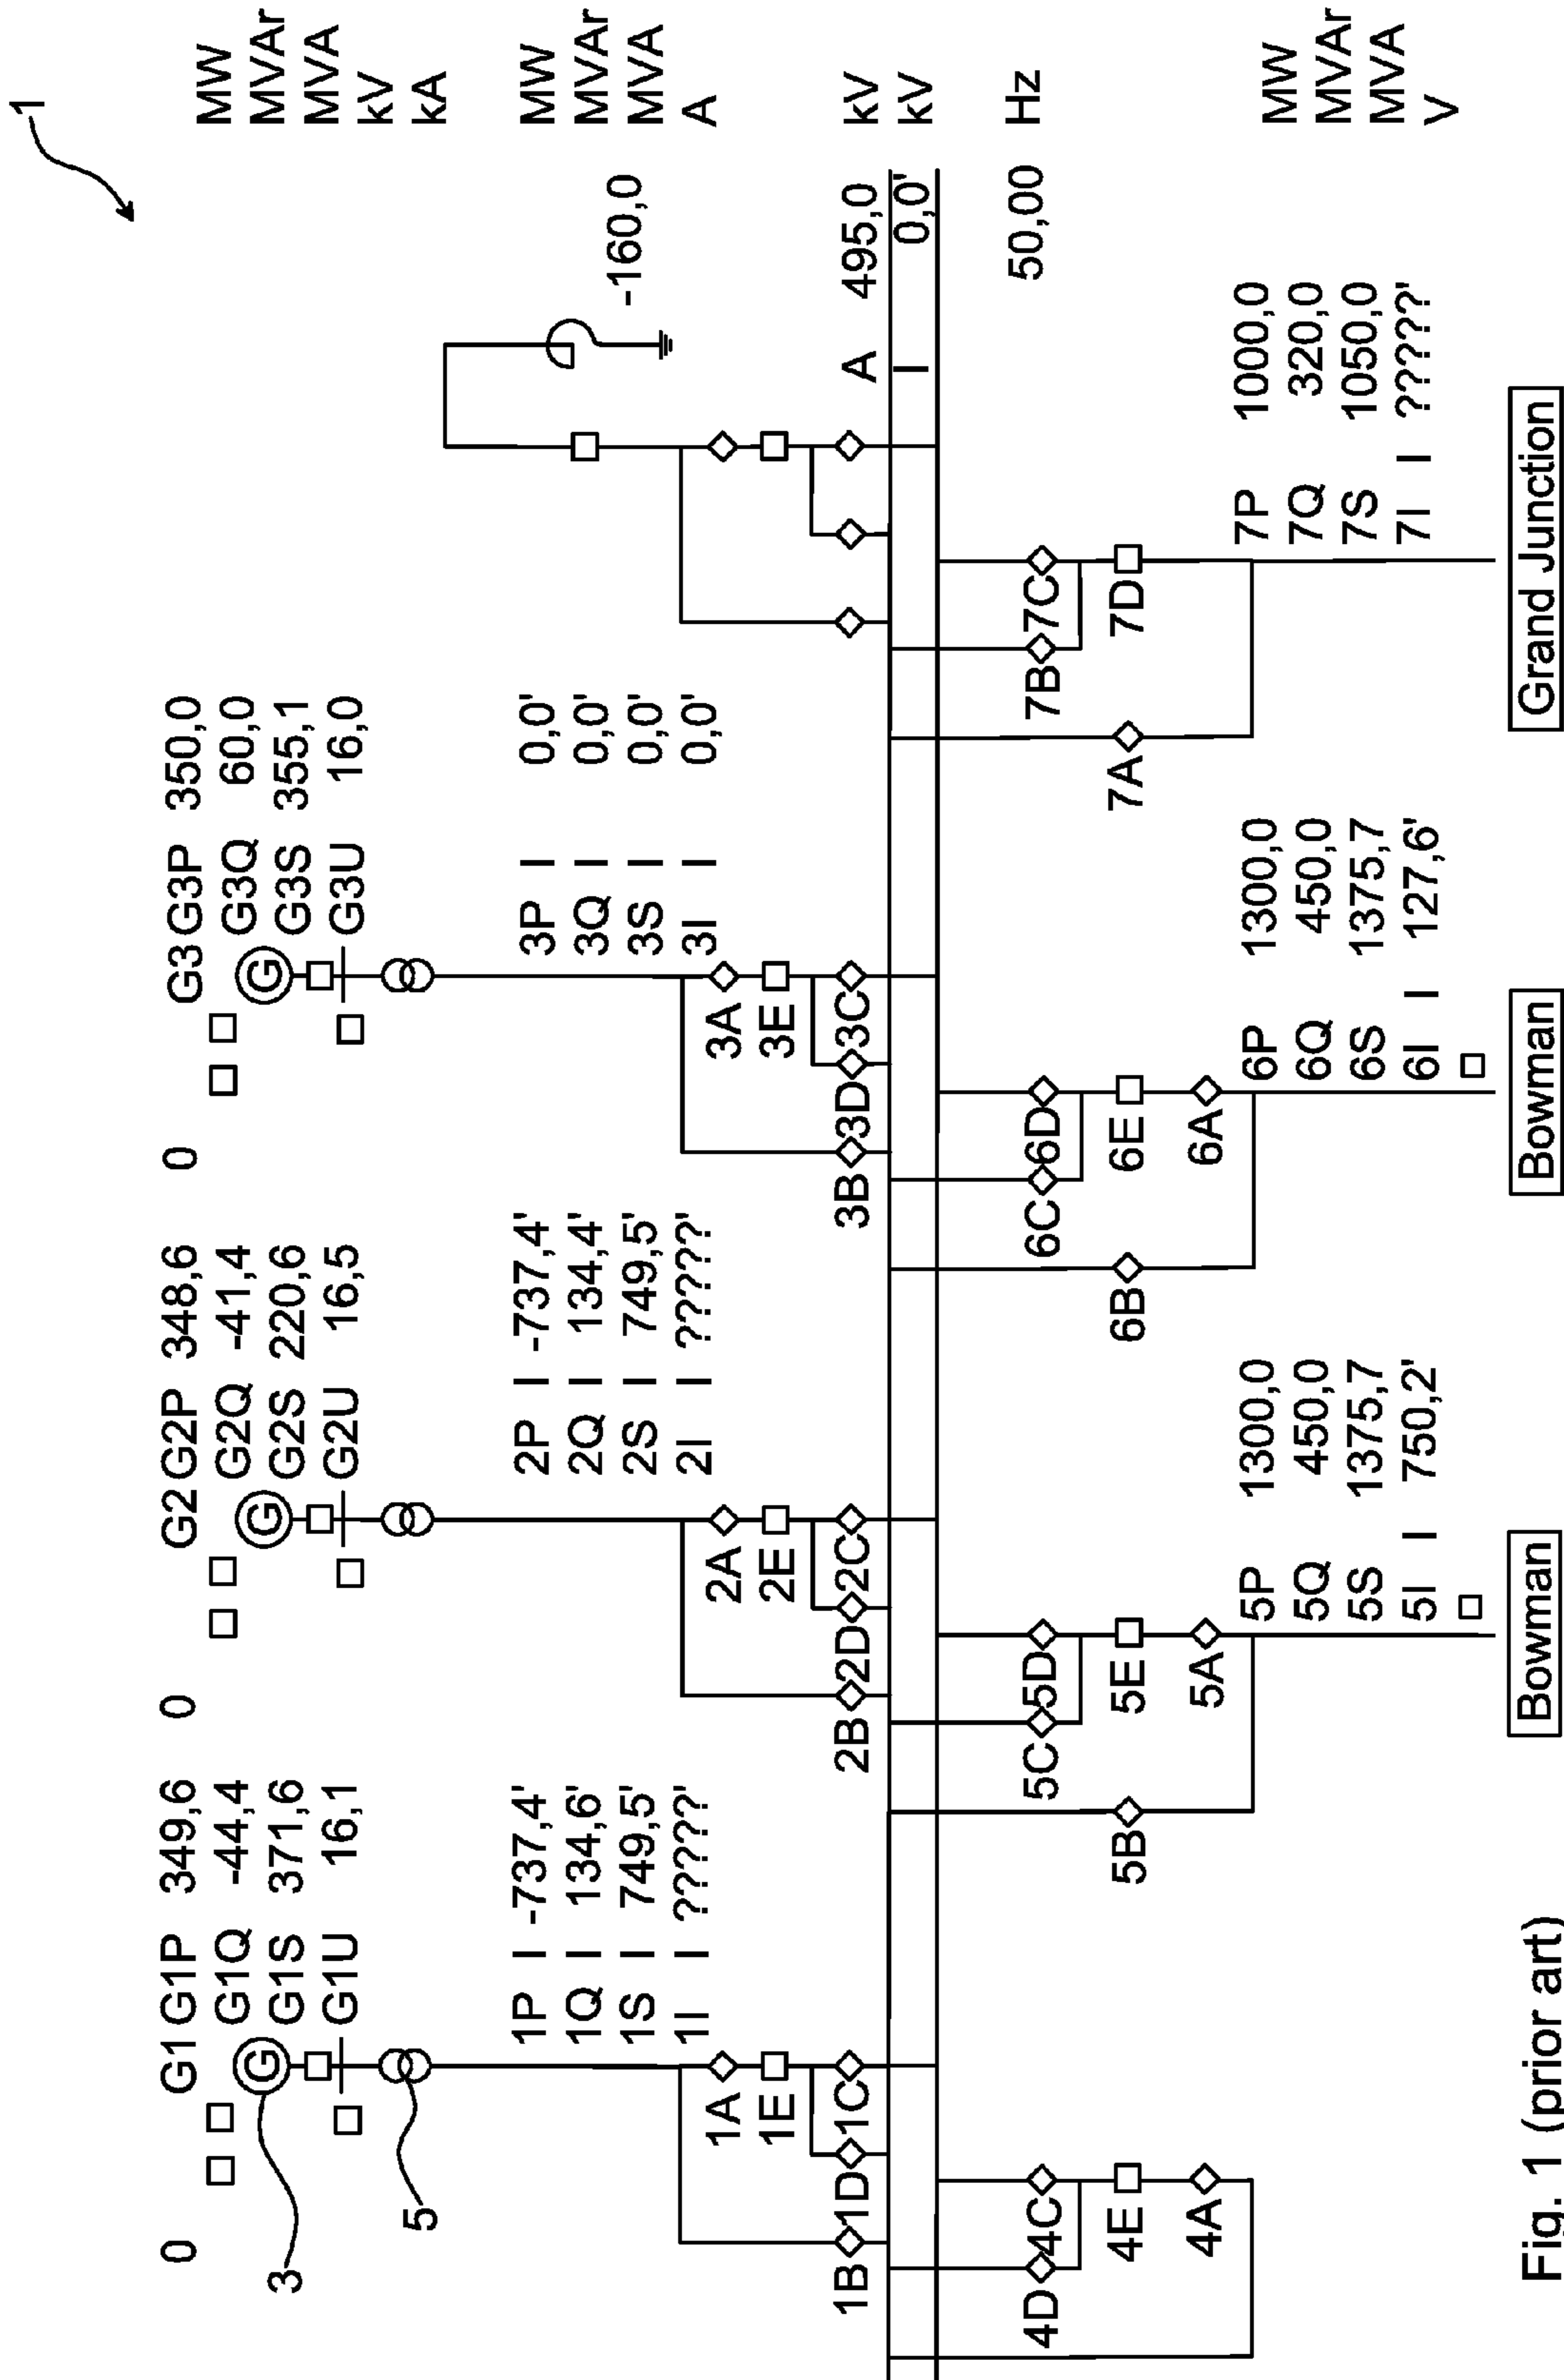 1
0 G1 G1P 349,6 0 G2 G2P 348,6 0 G3 G3P 350,0 MW
G G1Q -44,4 G G2Q -41,4 G G3Q 60,0 MVAr
3 G1S 371,6 G2S 220,6 G3S 355,1 MVA
G1U 16,1 G2U 16,5 G3U 16,0 kV
5 kA
1P I -737,4' 2P I -737,4' 3P I 0,0' MW
1Q I 134,6' 2Q I 134,4' 3Q I 0,0' -160,0 MVAr
1S I 749,5' 2S I 749,5' 3S I 0,0' MVA
1I I ?????' 2I I ?????' 3I I 0,0' A
1A 2A 3A
1E 2E 3E
1B 1D 1C 2B 2D 2C 3B 3D 3C A 495,0 kV
I 0,0' kV
4D 4C 5C 5D 6C 6D 7B 7C 50,00 Hz
4E 5B 5E 6B 6E 7A 7D
4A 5A 6A
5P 1300,0 6P 1300,0 7P 1000,0 MW
5Q 450,0 6Q 450,0 7Q 320,0 MVAr
5S 1375,7 6S 1375,7 7S 1050,0 MVA
5I I 750,2' 6I I 127,6' 7I I ?????' V
Bowman Bowman Grand Junction
Fig. 1 (prior art)